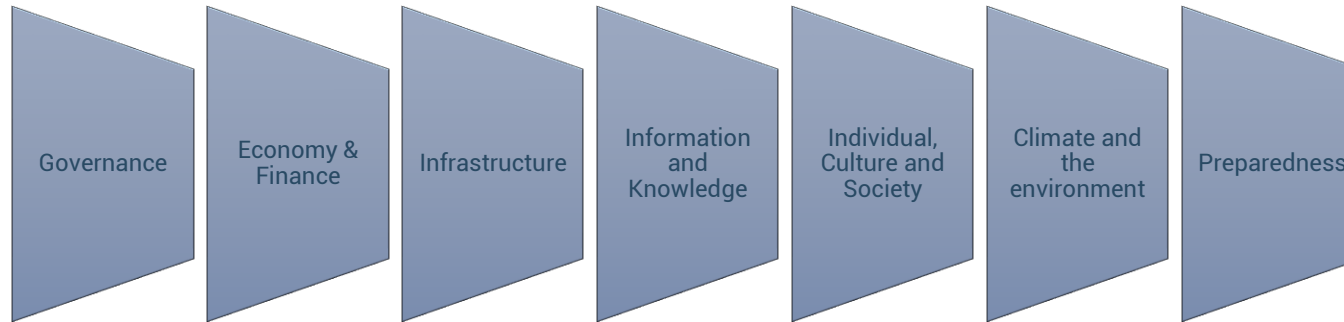 Governance
Economy &
Finance
Infrastructure
Information
and
Knowledge
Individual,
Culture and
Society
Climate and
the
environment
Preparedness